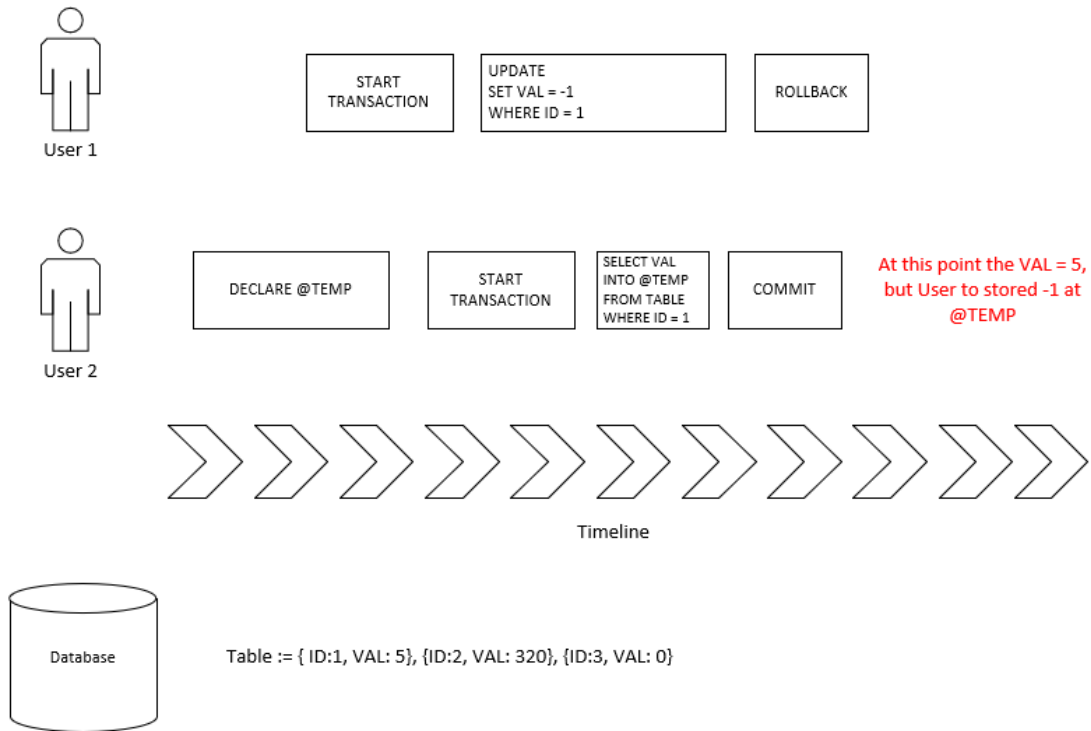 START
TRANSACTION
UPDATE
SET VAL = -1
WHERE ID = 1
ROLLBACK
User 1
DECLARE @TEMP
START
TRANSACTION
SELECT VAL
INTO @TEMP
FROM TABLE
WHERE ID = 1
COMMIT
At this point the VAL = 5,
but User to stored -1 at
@TEMP
User 2
Timeline
Database
Table := { ID:1, VAL: 5}, {ID:2, VAL: 320}, {ID:3, VAL: 0}